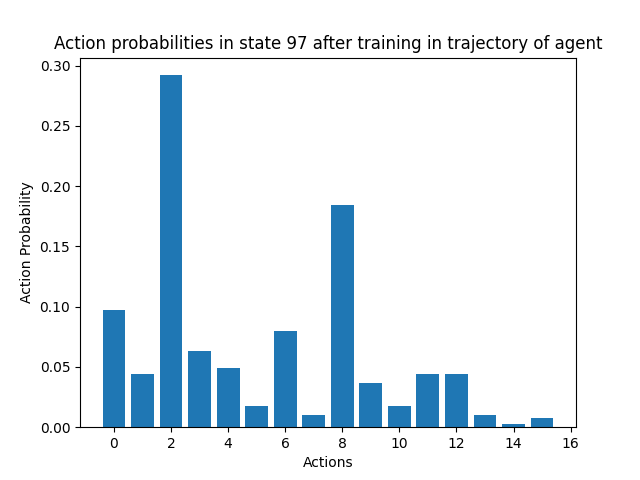 Action probabilities in state 97 after training in trajectory of agent
0.30
0.25
0.20
0.15
0.10
0.05
0.00
Action Probability
0 2 4 6 8 10 12 14 16
Actions